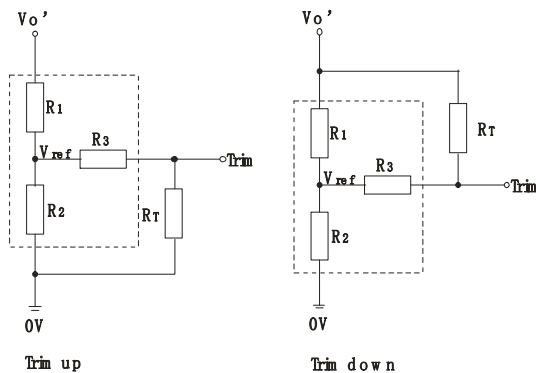 Vo'
R1
R3
Vref
Trim
R2
RT
0V
Trim up
Vo'
R1
RT
R3
Vref
Trim
R2
0V
Trim down